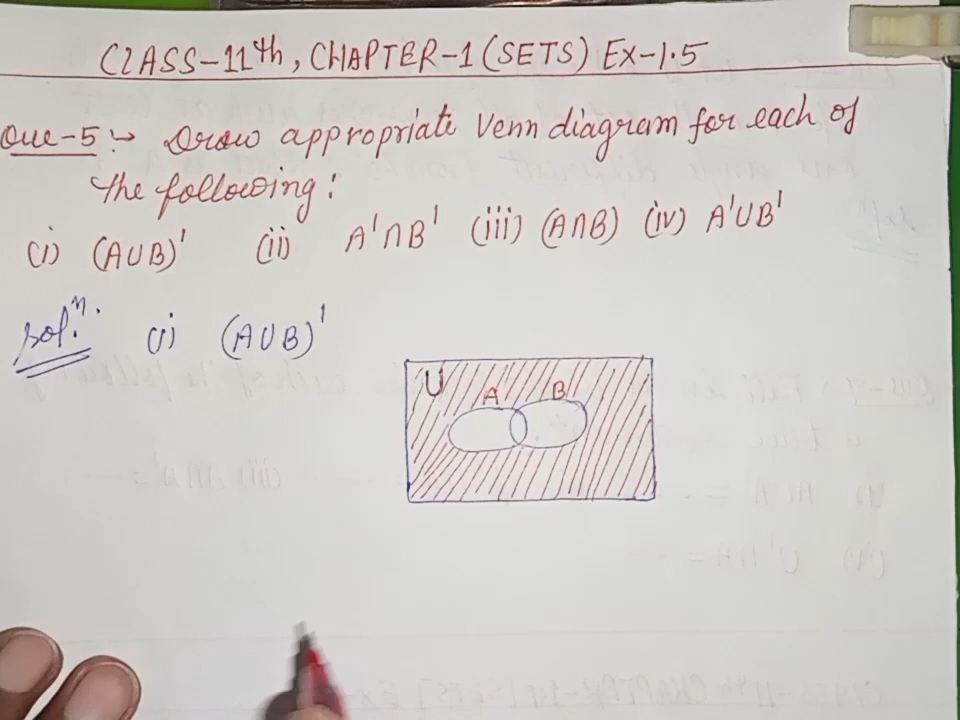 CLASS-11th, CHAPTER-1 (SETS) Ex-1.5
Que-5:→ Draw appropriate Venn diagram for each of
the following:
(i) (A∪B)' (ii) A'∩B' (iii) (A∩B) (iv) A'∪B'
Sol.ⁿ. (i) (A∪B)'
U
A B